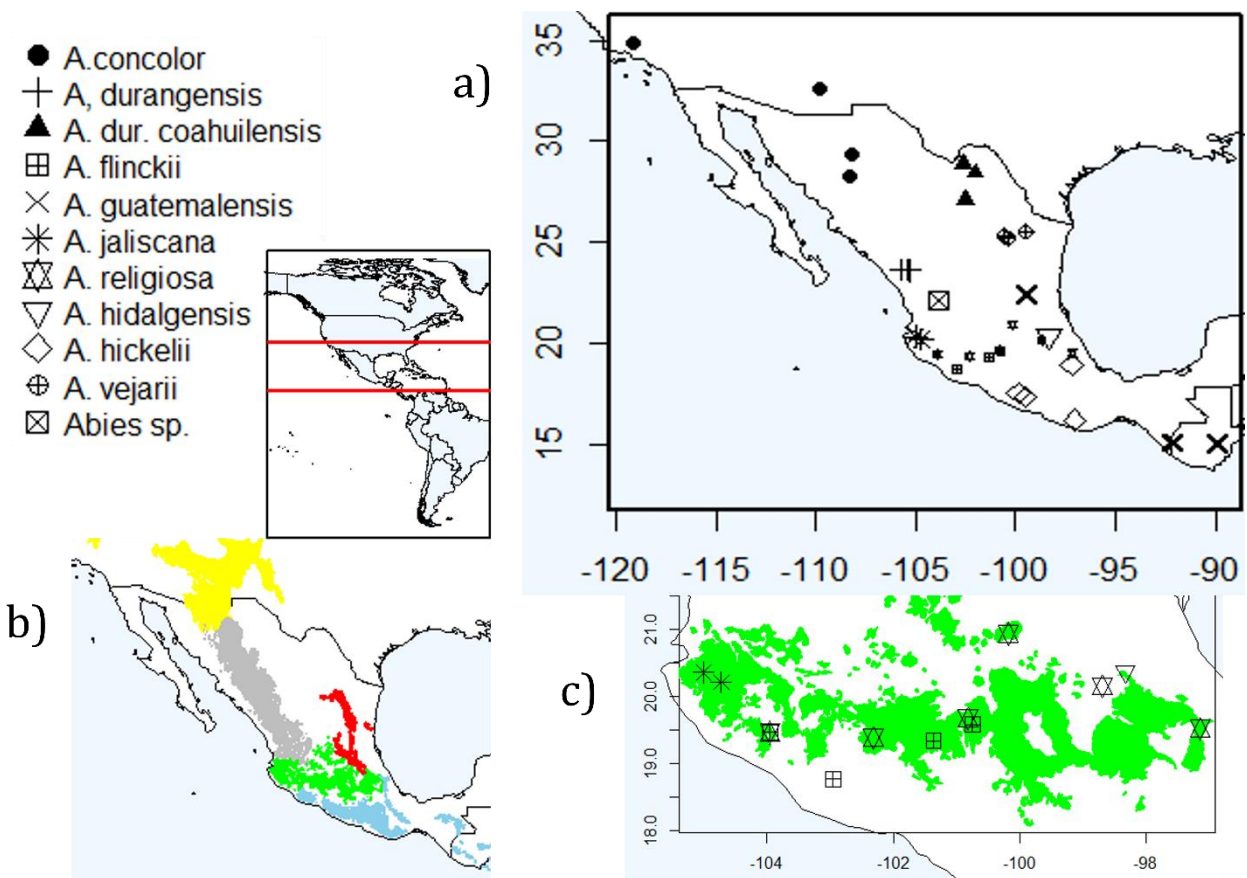 A.concolor
A, durangensis
A. dur. coahuilensis
A. flinckii
A. guatemalensis
A. jaliscana
A. religiosa
A. hidalgensis
A. hickelii
A. vejarii
Abies sp.
a)
35
30
25
20
15
-120 -115 -110 -105 -100 -95 -90
b)
c)
21.0
20.0
19.0
18.0
-104 -102 -100 -98